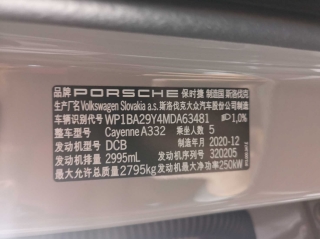 品牌 PORSCHE 保时捷 制造国 斯洛伐克
生产厂名 Volkswagen Slovakia a.s. 斯洛伐克大众汽车股份公司制造
车辆识别代号 WP1BA29Y4MDA63481 1,0%
整车型号 Cayenne A332 乘坐人数 5
发动机型号 DCB 制造年月 2020-12
发动机排量 2995mL 发动机号 320205
最大允许总质量 2795kg 发动机最大净功率 250kW